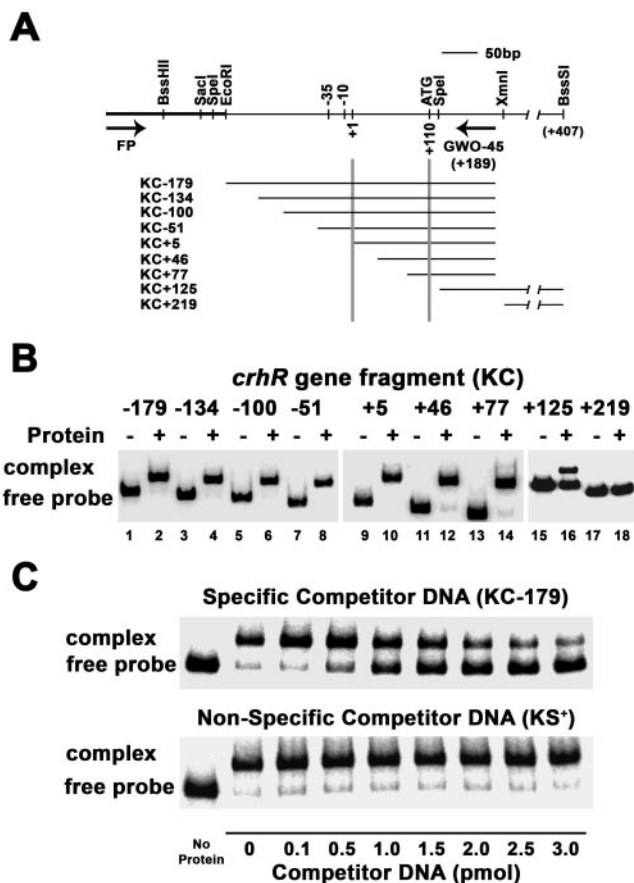 A
50bp
BssHII
SacI
SpeI
EcoRI
-35
-10
ATG
SpeI
XmnI
BssSI
FP
+1
+110
GWO-45
(+189)
(+407)
KC-179
KC-134
KC-100
KC-51
KC+5
KC+46
KC+77
KC+125
KC+219
B
crhR gene fragment (KC)
-179 -134 -100 -51 +5 +46 +77 +125 +219
Protein - + - + - + - + - + - + - + - + - +
complex
free probe
1 2 3 4 5 6 7 8 9 10 11 12 13 14 15 16 17 18
C
Specific Competitor DNA (KC-179)
complex
free probe
Non-Specific Competitor DNA (KS+)
complex
free probe
No Protein 0 0.1 0.5 1.0 1.5 2.0 2.5 3.0
Competitor DNA (pmol)